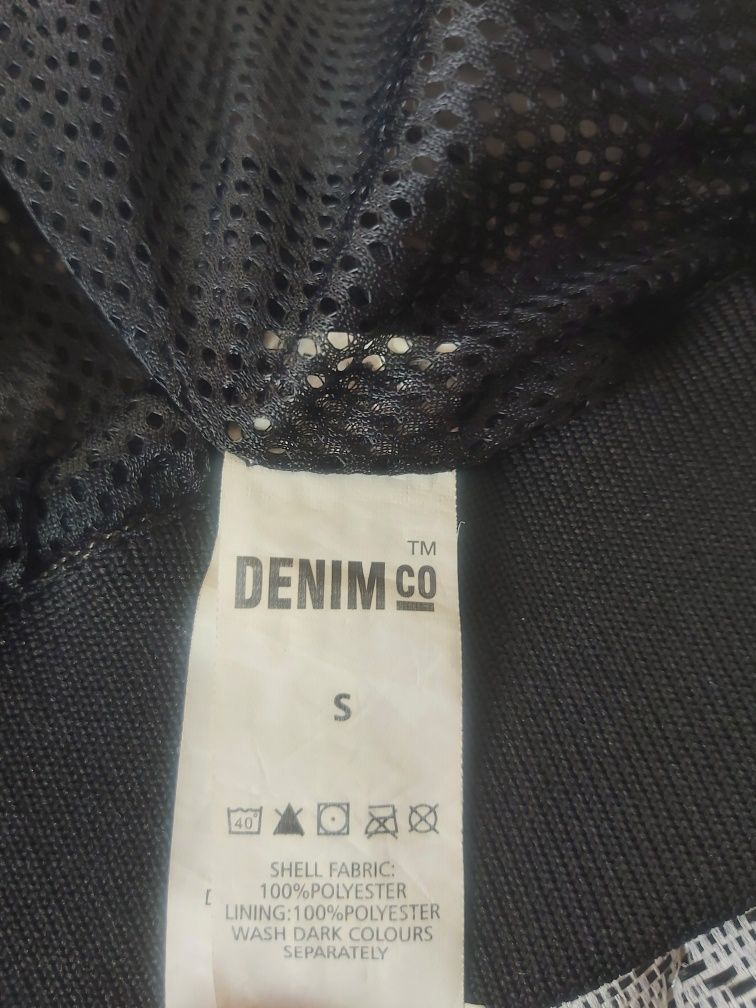 TM
DENIM CO
S
40°
SHELL FABRIC:
100%POLYESTER
LINING:100%POLYESTER
WASH DARK COLOURS
SEPARATELY